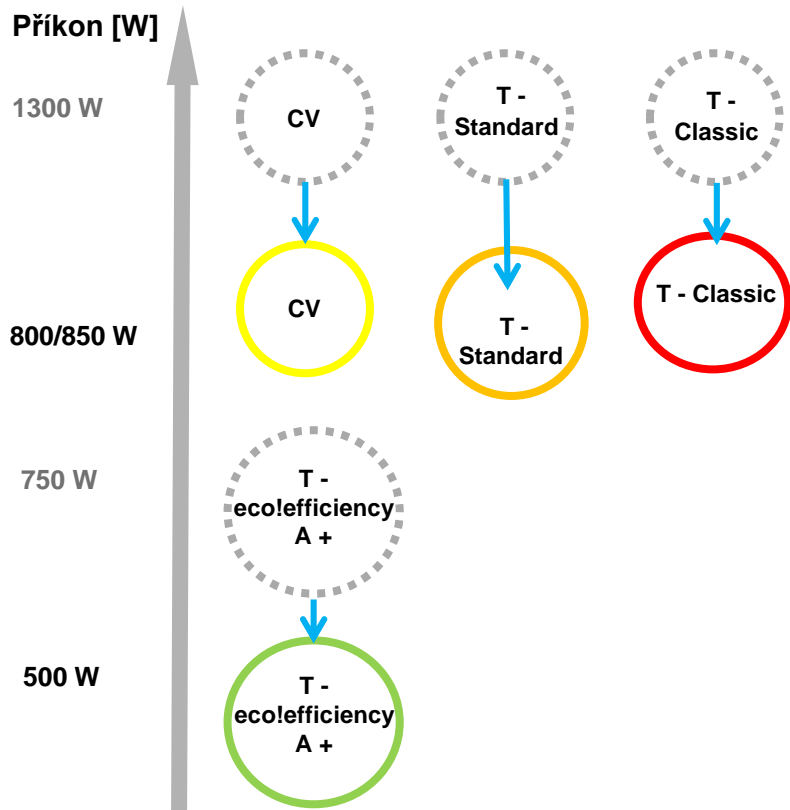 Příkon [W]
1300 W
CV
T -
Standard
T -
Classic
800/850 W
CV
T -
Standard
T - Classic
750 W
T -
eco!efficiency
A +
500 W
T -
eco!efficiency
A +